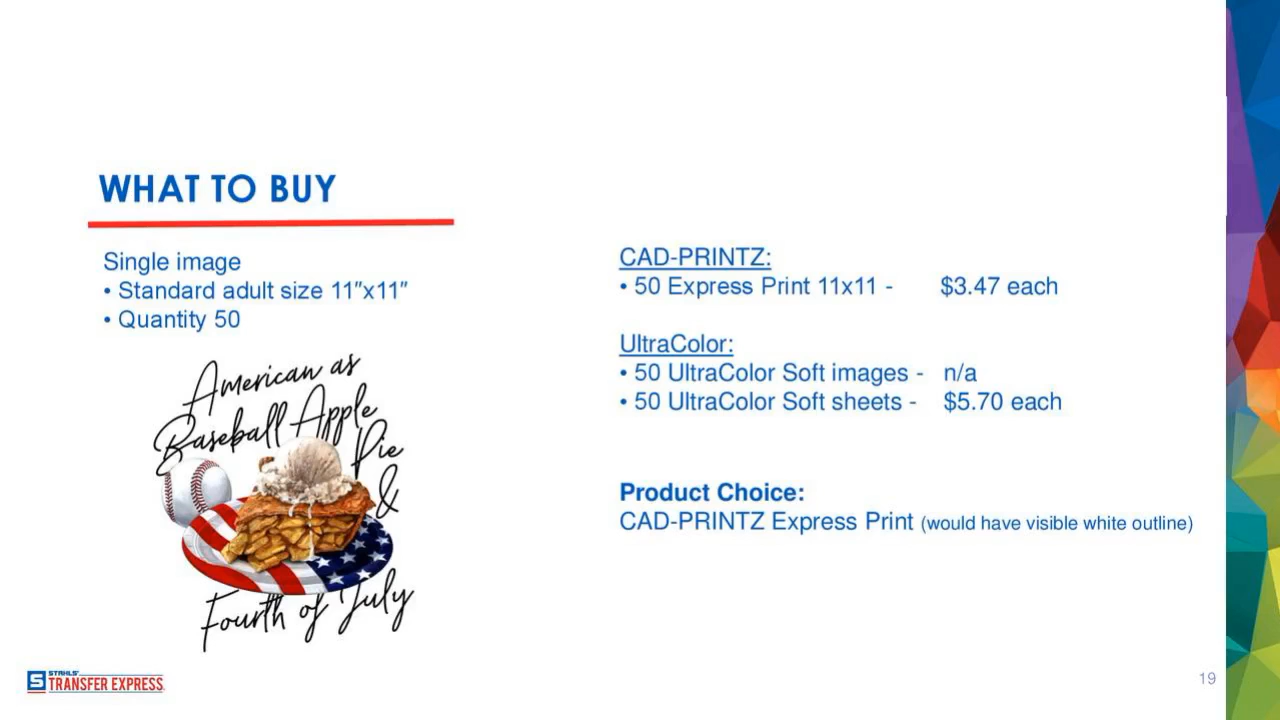 WHAT TO BUY
Single image
• Standard adult size 11"x11"
• Quantity 50
American as
Baseball Apple
Pie
&
Fourth of July
CAD-PRINTZ:
• 50 Express Print 11x11 - $3.47 each
UltraColor:
• 50 UltraColor Soft images - n/a
• 50 UltraColor Soft sheets - $5.70 each
Product Choice:
CAD-PRINTZ Express Print (would have visible white outline)
S STAHLS'
TRANSFER EXPRESS
19